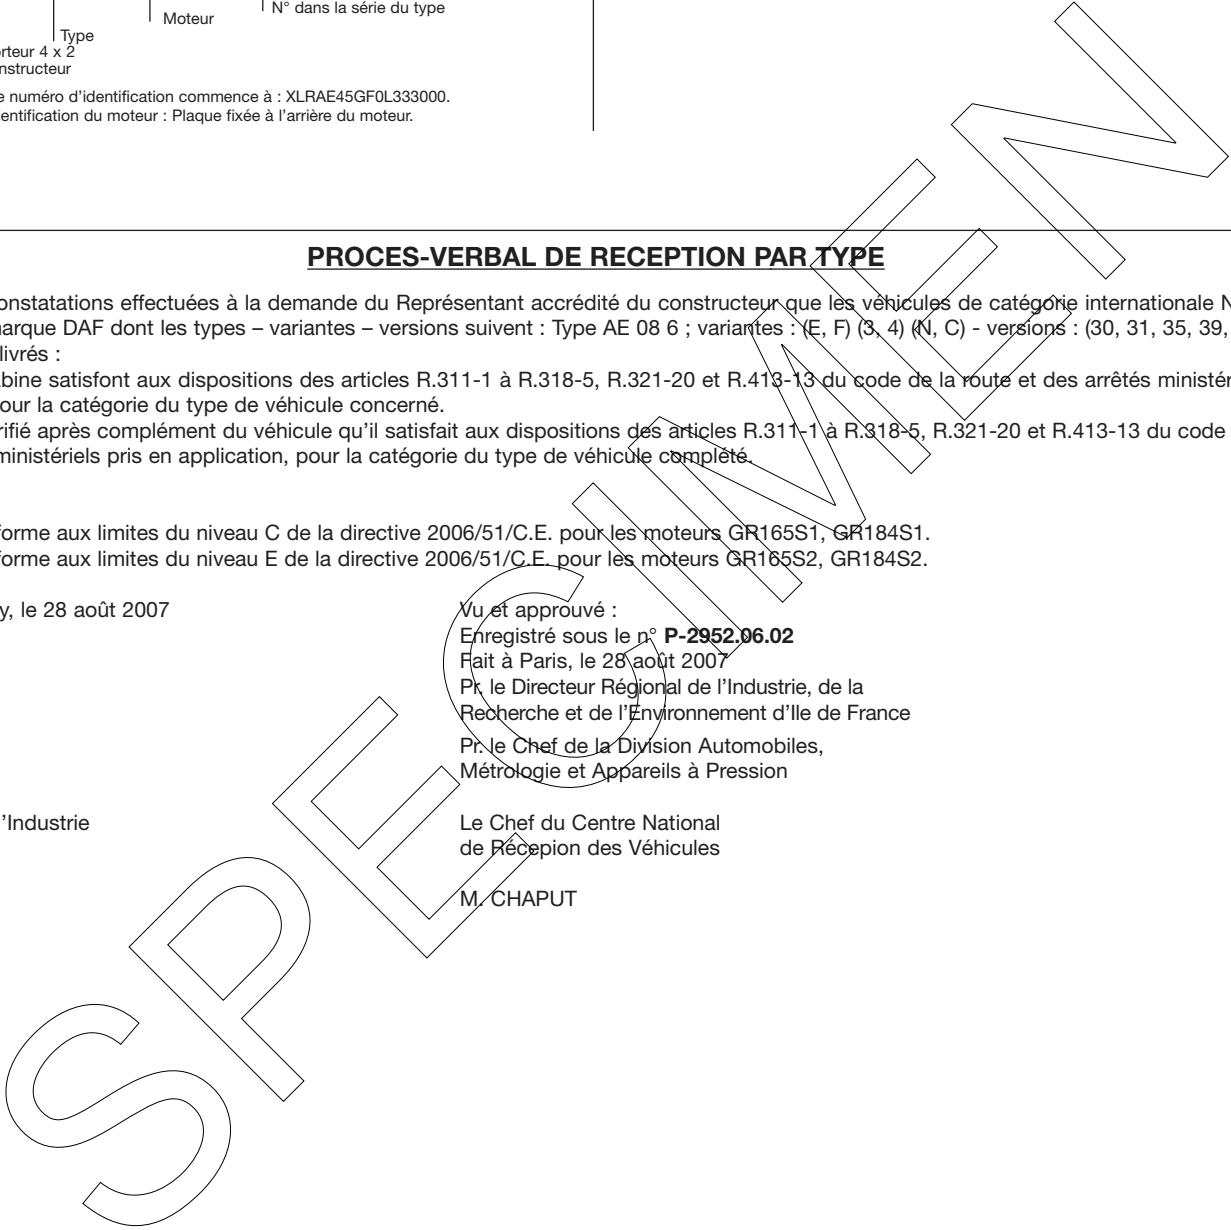 N° dans la série du type
Moteur
Type
rteur 4 x 2
nstructeur
e numéro d’identification commence à : XLRAE45GF0L333000.
entification du moteur : Plaque fixée à l’arrière du moteur.
PROCES-VERBAL DE RECEPTION PAR TYPE
onstatations effectuées à la demande du Représentant accrédité du constructeur que les véhicules de catégorie internationale N
marque DAF dont les types – variantes – versions suivent : Type AE 08 6 ; variantes : (E, F) (3, 4) (N, C) - versions : (30, 31, 35, 39,
livrés :
abine satisfont aux dispositions des articles R.311-1 à R.318-5, R.321-20 et R.413-13 du code de la route et des arrêtés ministér
our la catégorie du type de véhicule concerné.
rifié après complément du véhicule qu’il satisfait aux dispositions des articles R.311-1 à R.318-5, R.321-20 et R.413-13 du code
ministériels pris en application, pour la catégorie du type de véhicule complété.
forme aux limites du niveau C de la directive 2006/51/C.E. pour les moteurs GR165S1, GR184S1.
forme aux limites du niveau E de la directive 2006/51/C.E. pour les moteurs GR165S2, GR184S2.
y, le 28 août 2007
Vu et approuvé :
Enregistré sous le n° P-2952.06.02
Fait à Paris, le 28 août 2007
Pr. le Directeur Régional de l’Industrie, de la
Recherche et de l’Environnement d’Ile de France
Pr. le Chef de la Division Automobiles,
Métrologie et Appareils à Pression
’Industrie
Le Chef du Centre National
de Récepion des Véhicules
M. CHAPUT
SPECIMEN